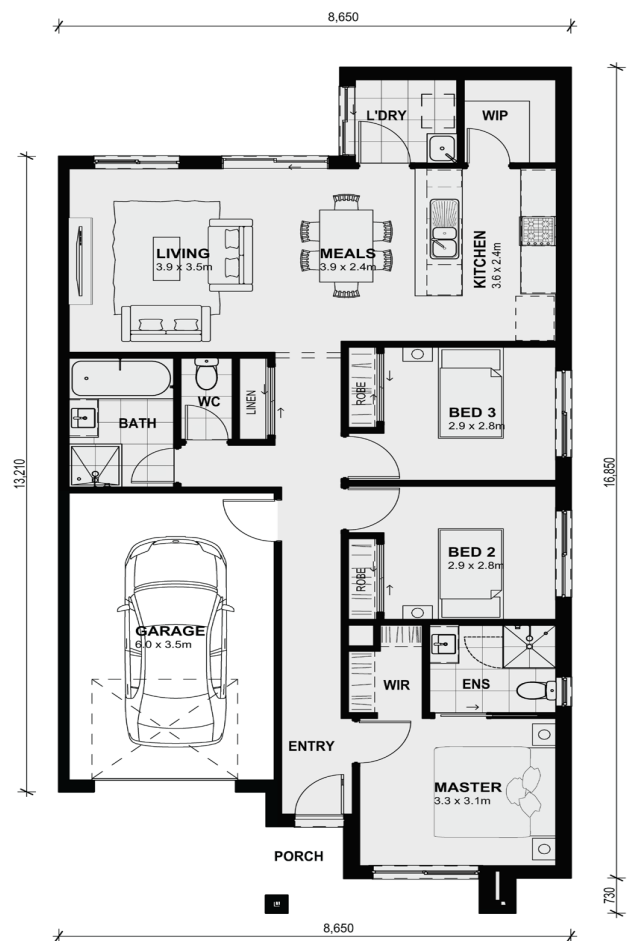 8,650
L'DRY
WIP
LIVING
3.9 x 3.5m
MEALS
3.9 x 2.4m
KITCHEN
3.6 x 2.4m
13,210
16,850
BATH
WC
LINEN
ROBE
BED 3
2.9 x 2.8m
ROBE
BED 2
2.9 x 2.8m
GARAGE
6.0 x 3.5m
WIR
ENS
ENTRY
MASTER
3.3 x 3.1m
PORCH
730
8,650